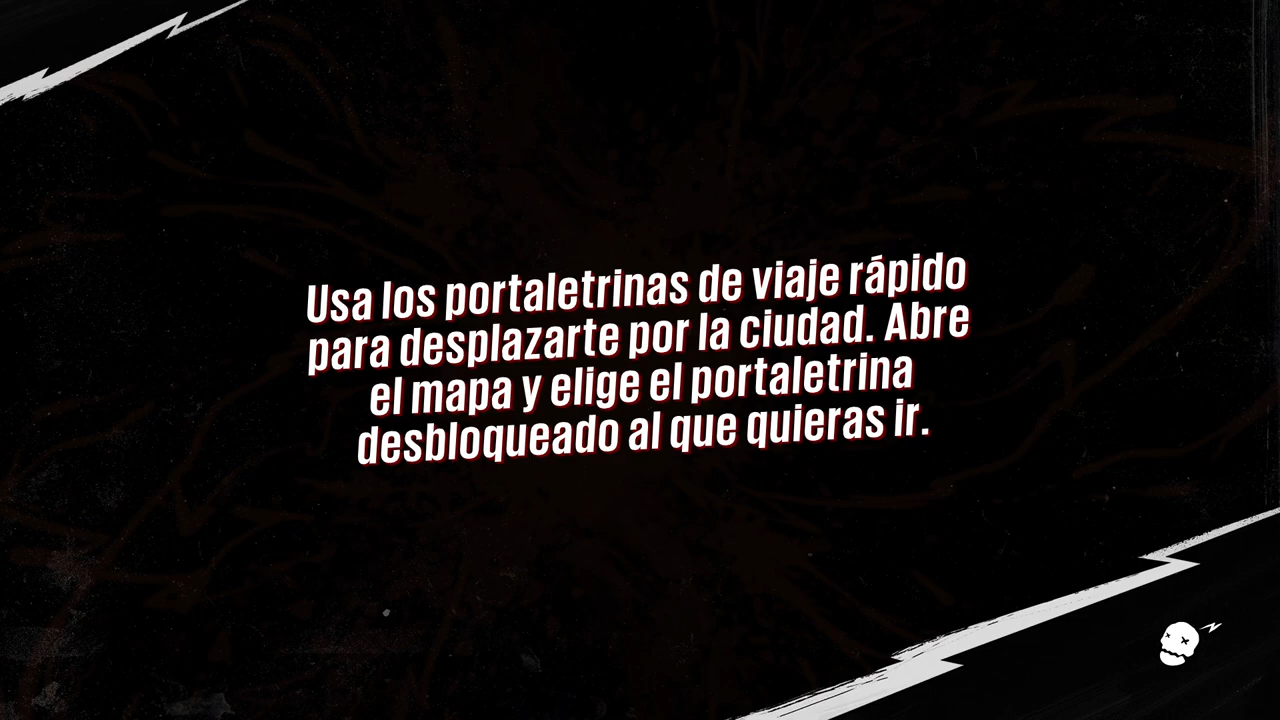 Usa los portaletrinas de viaje rápido
para desplazarte por la ciudad. Abre
el mapa y elige el portaletrina
desbloqueado al que quieras ir.